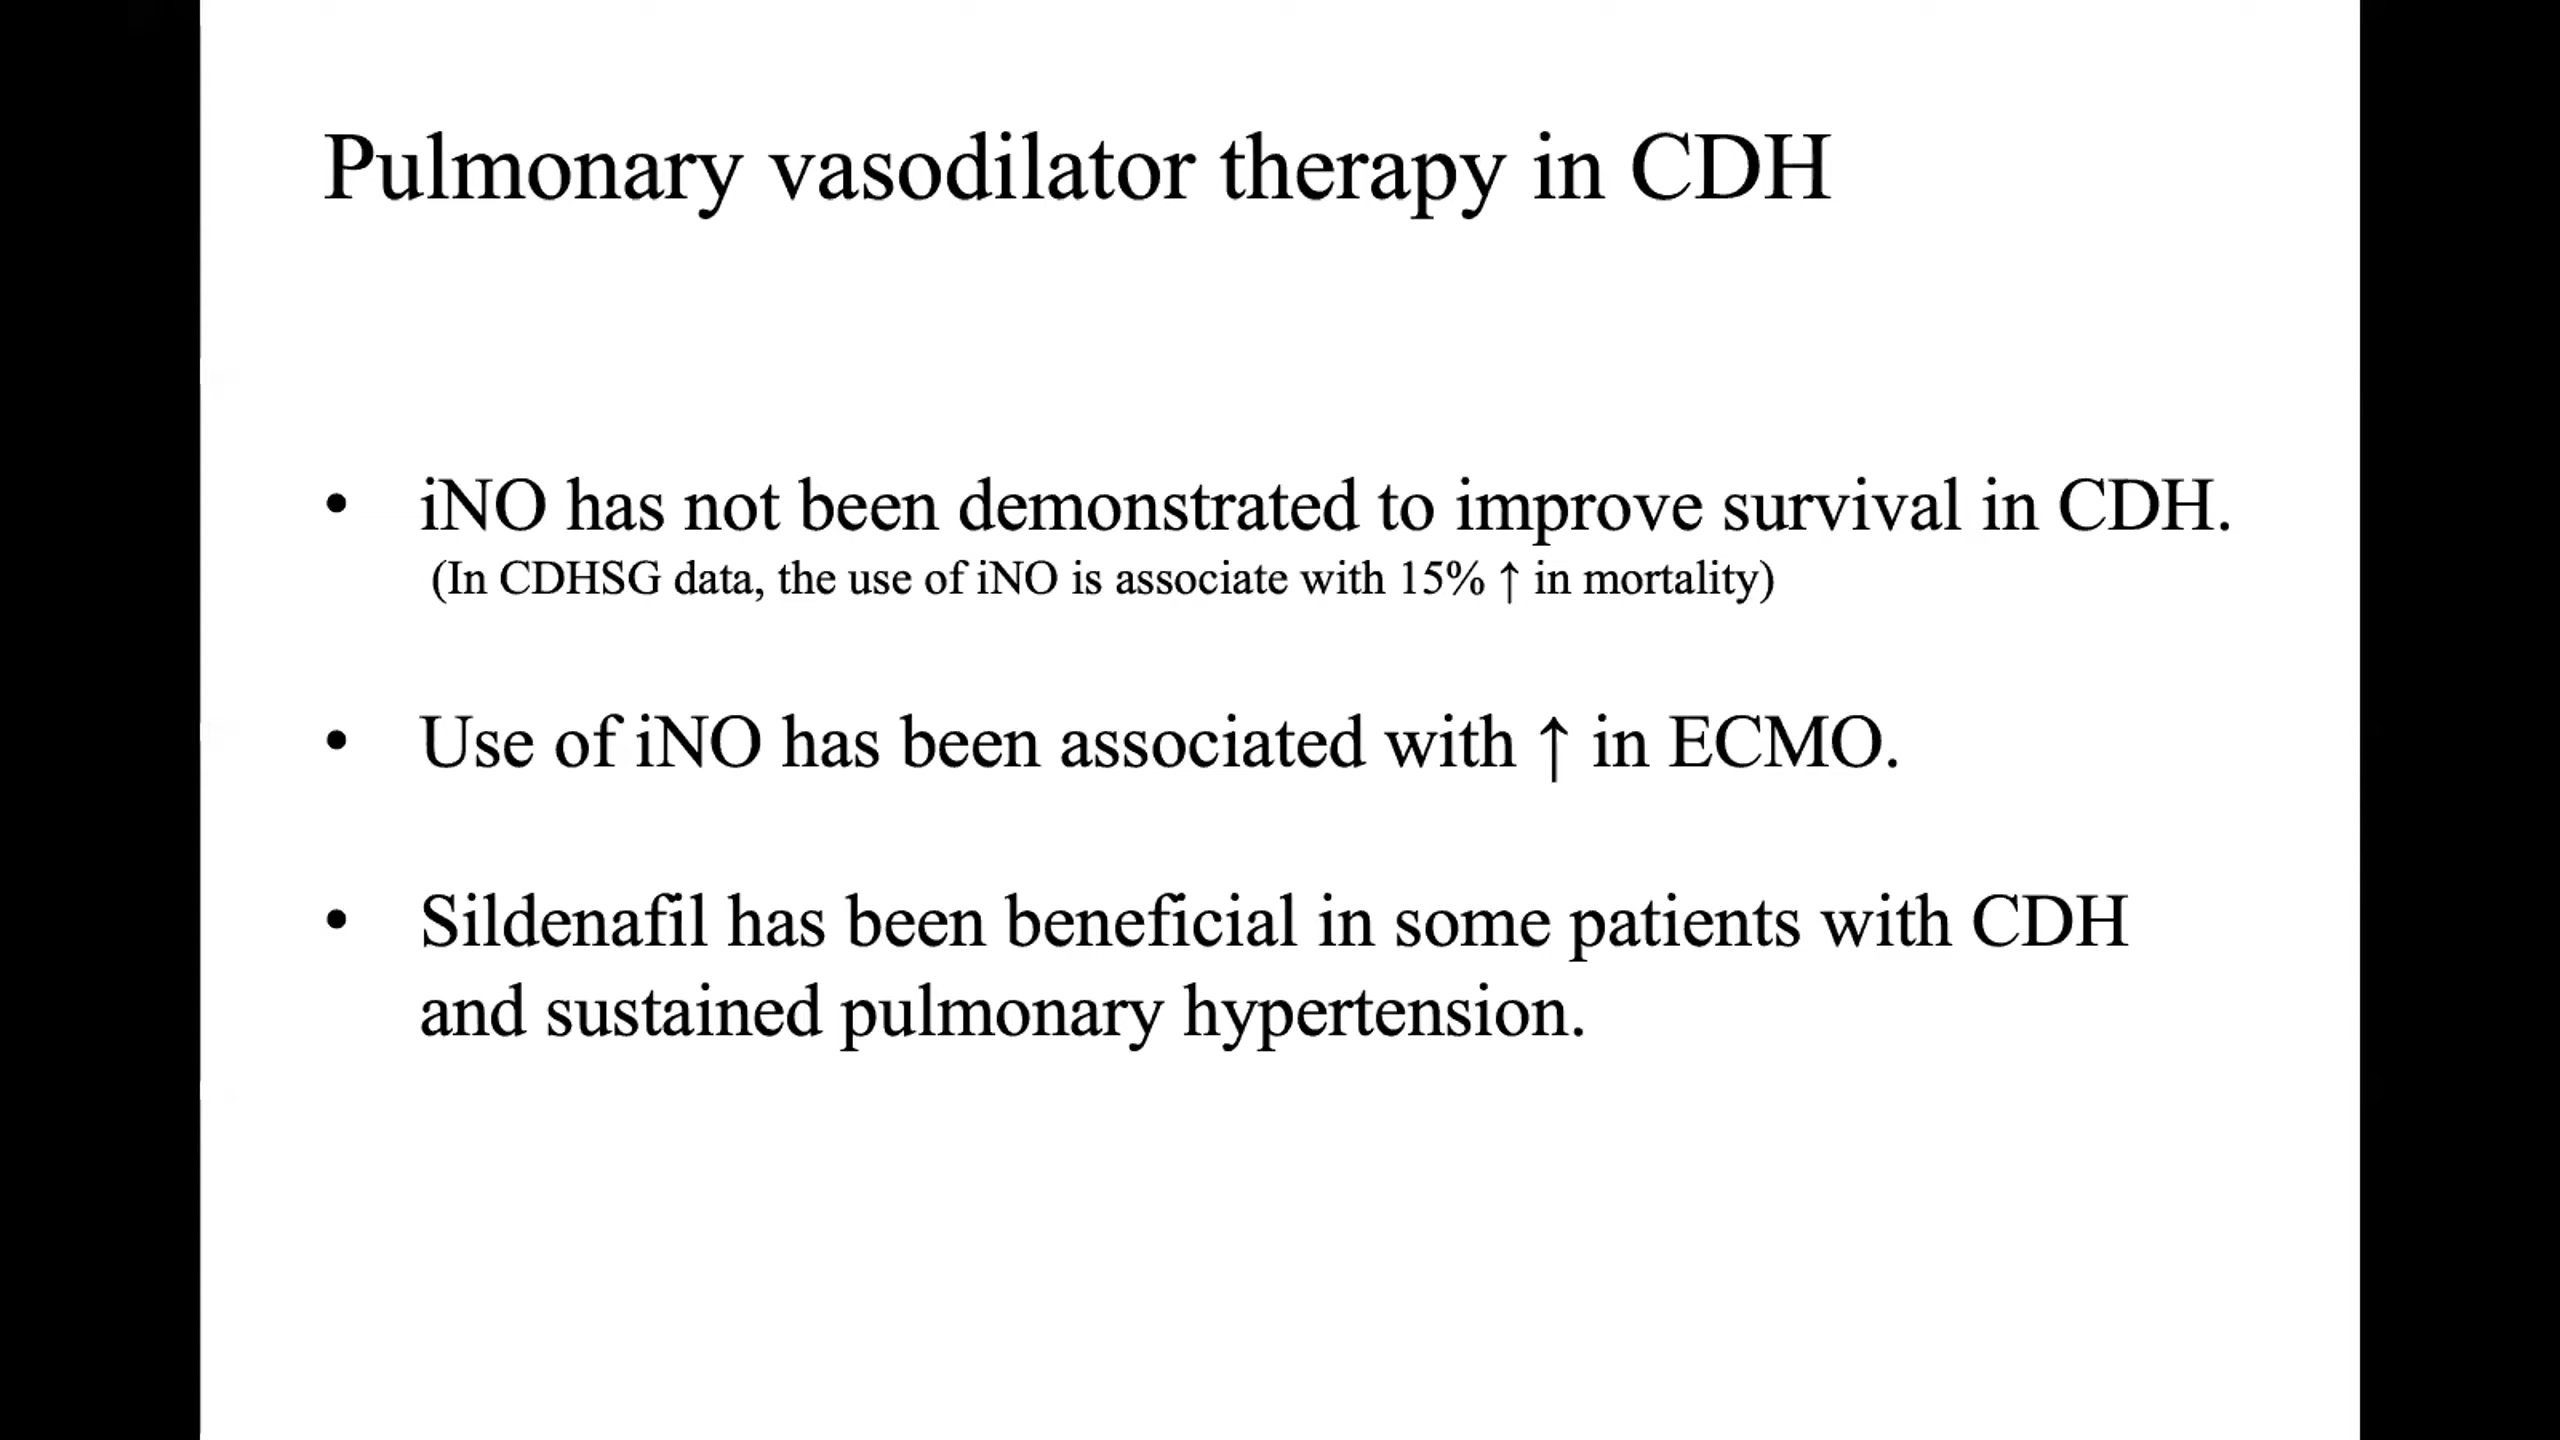 Pulmonary vasodilator therapy in CDH
• iNO has not been demonstrated to improve survival in CDH.
(In CDHSG data, the use of iNO is associate with 15% ↑ in mortality)
• Use of iNO has been associated with ↑ in ECMO.
• Sildenafil has been beneficial in some patients with CDH
and sustained pulmonary hypertension.